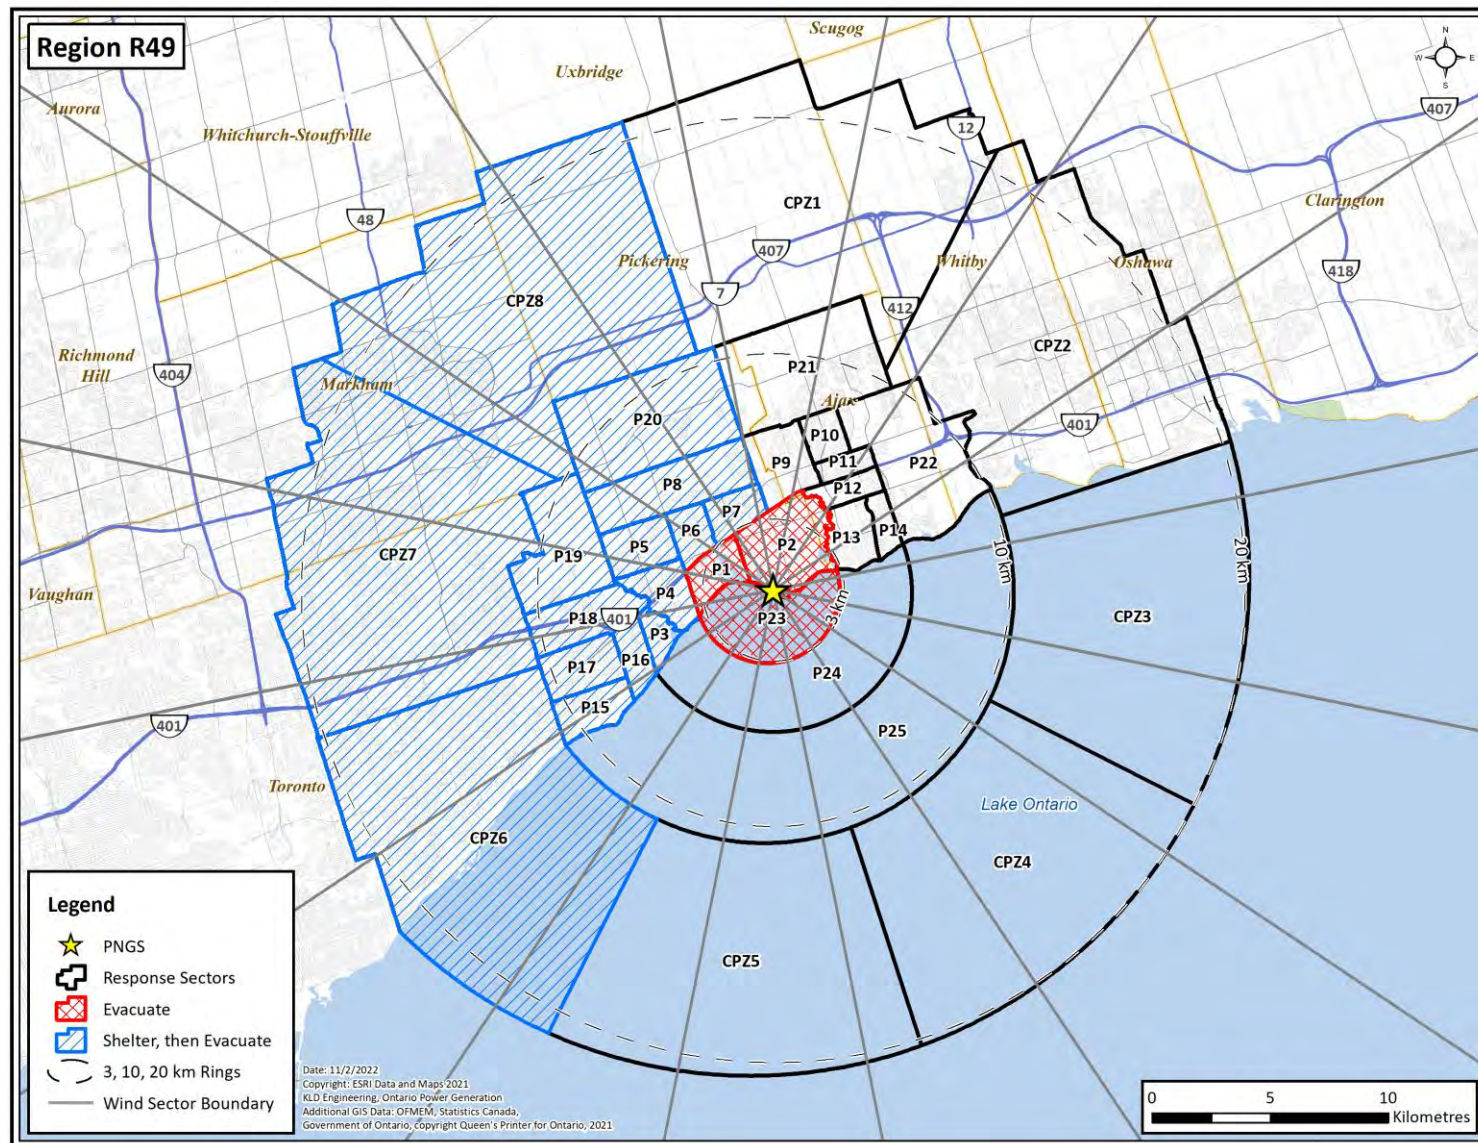 Region R49
Scugog
Uxbridge
N
W
E
S
Aurora
Whitchurch-Stouffville
12
407
48
CPZ1
Clarington
407
Pickering
Whitby
Oshawa
418
7
CPZ8
412
CPZ2
Richmond
Hill
404
Markham
P21
Ajax
401
P20
P10
P9
P11
P22
P8
P12
P7
P6
P13
P14
P5
P2
CPZ7
P19
10 km
20 km
P1
Vaughan
P4
3 km
P18
401
P23
CPZ3
P3
P17
P16
P24
P15
401
P25
Toronto
Lake Ontario
CPZ6
CPZ4
CPZ5
Legend
PNGS
Response Sectors
Evacuate
Shelter, then Evacuate
3, 10, 20 km Rings
Wind Sector Boundary
Date: 11/2/2022
Copyright: ESRI Data and Maps 2021
KLD Engineering, Ontario Power Generation
Additional GIS Data: OFMEM, Statistics Canada,
Government of Ontario, copyright Queen's Printer for Ontario, 2021
0 5 10
Kilometres